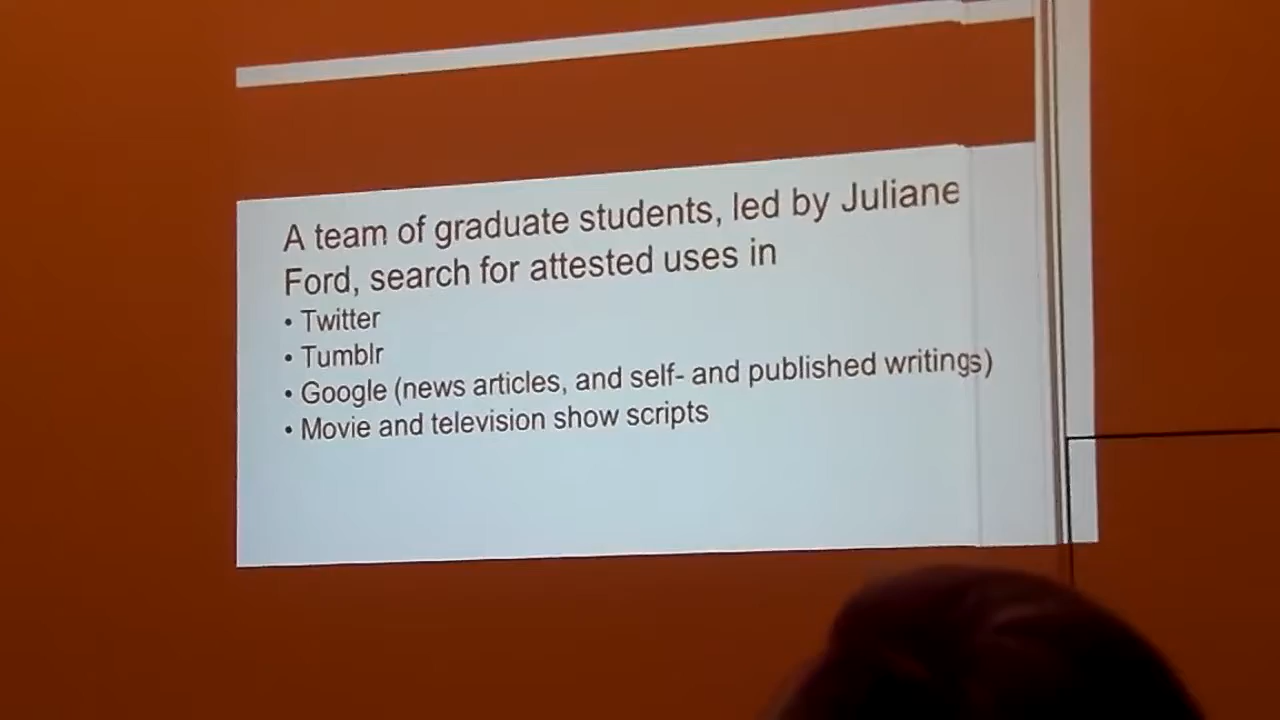 A team of graduate students, led by Juliane
Ford, search for attested uses in
• Twitter
• Tumblr
• Google (news articles, and self- and published writings)
• Movie and television show scripts